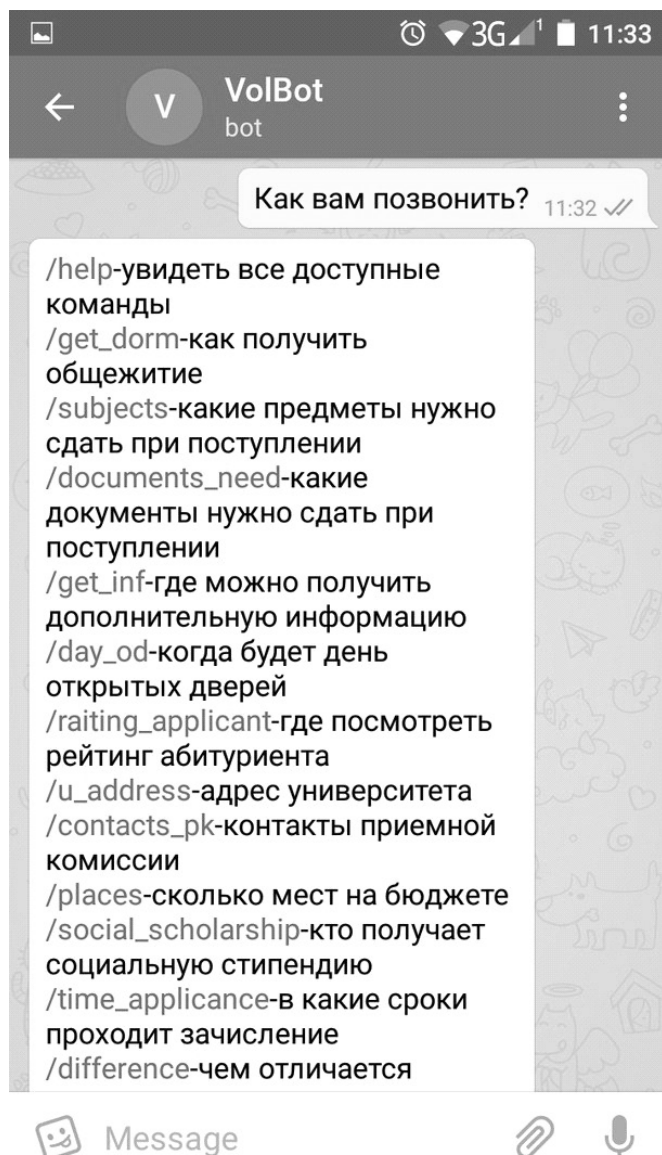 3G 1 11:33
V
VolBot
bot
Как вам позвонить? 11:32
/help-увидеть все доступные
команды
/get_dorm-как получить
общежитие
/subjects-какие предметы нужно
сдать при поступлении
/documents_need-какие
документы нужно сдать при
поступлении
/get_inf-где можно получить
дополнительную информацию
/day_od-когда будет день
открытых дверей
/raiting_applicant-где посмотреть
рейтинг абитуриента
/u_address-адрес университета
/contacts_pk-контакты приемной
комиссии
/places-сколько мест на бюджете
/social_scholarship-кто получает
социальную стипендию
/time_applicance-в какие сроки
проходит зачисление
/difference-чем отличается
Message